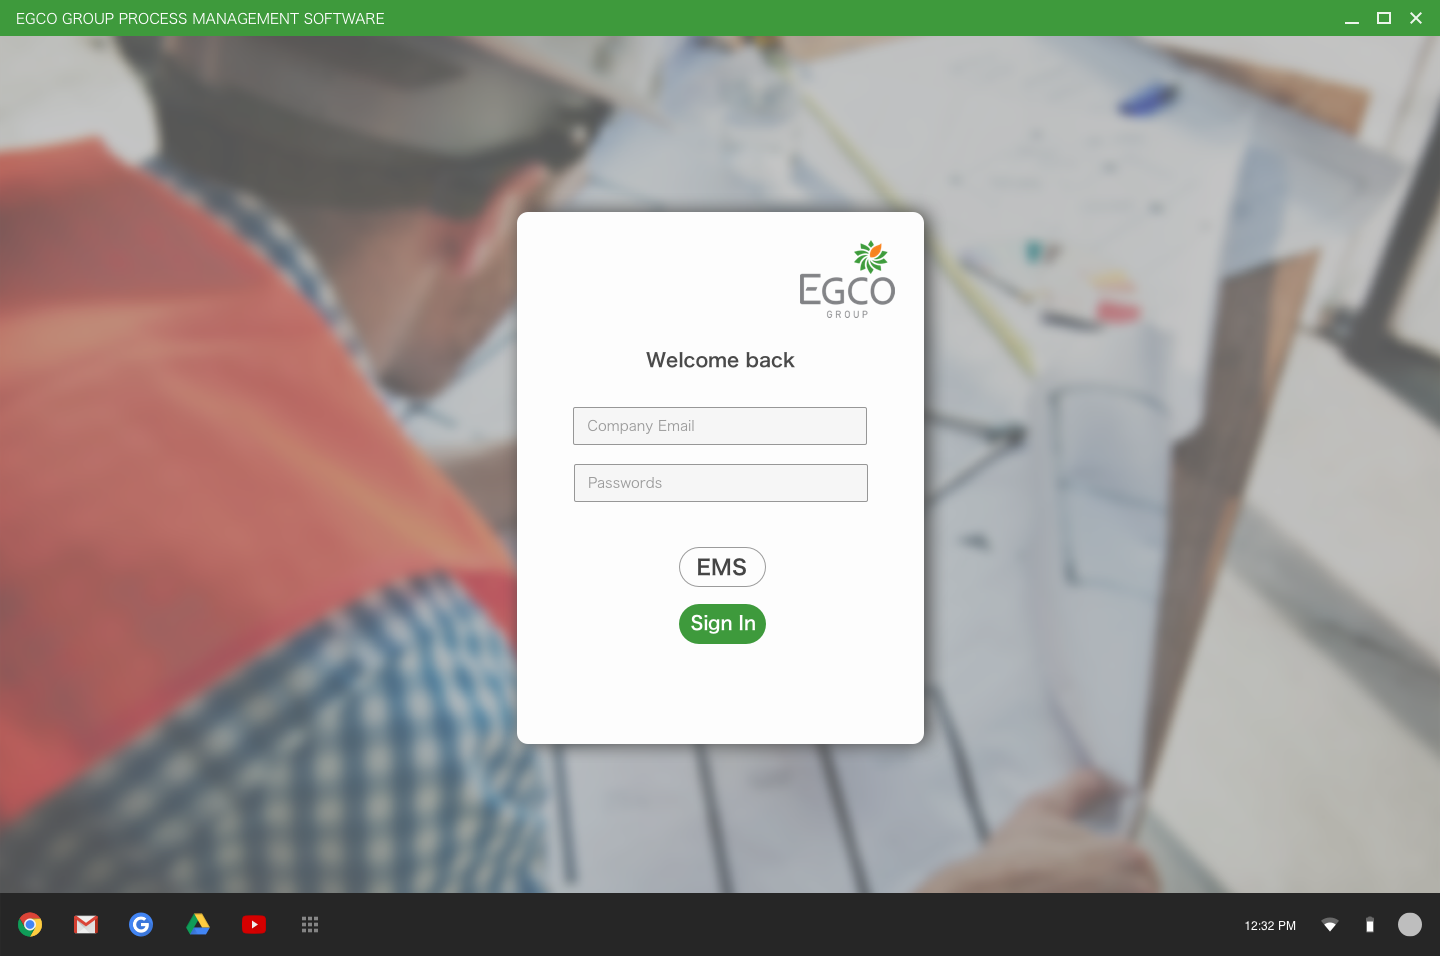 EGCO GROUP PROCESS MANAGEMENT SOFTWARE
EGCO
GROUP
Welcome back
Company Email
Passwords
EMS
Sign In
12:32 PM